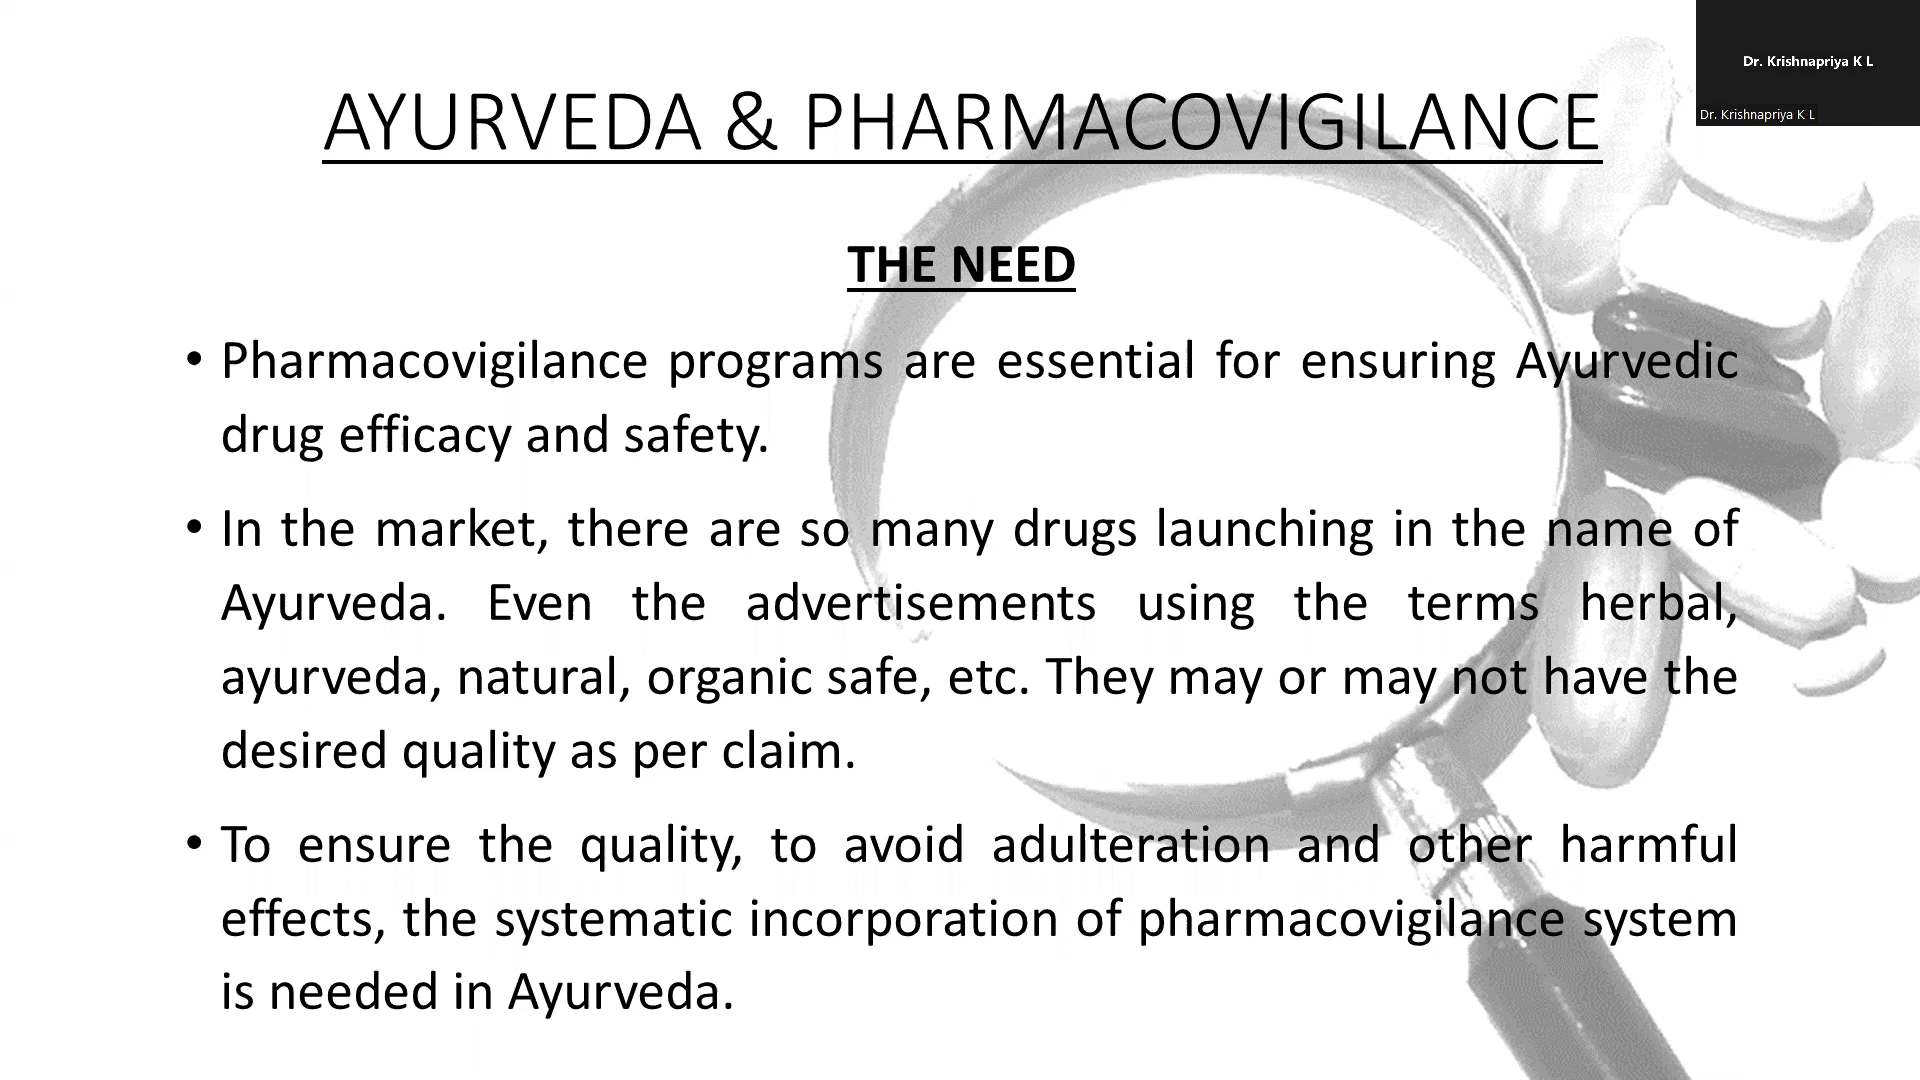 AYURVEDA & PHARMACOVIGILANCE
Dr. Krishnapriya K L
Dr. Krishnapriya K L
THE NEED
• Pharmacovigilance programs are essential for ensuring Ayurvedic
drug efficacy and safety.
• In the market, there are so many drugs launching in the name of
Ayurveda. Even the advertisements using the terms herbal,
ayurveda, natural, organic safe, etc. They may or may not have the
desired quality as per claim.
• To ensure the quality, to avoid adulteration and other harmful
effects, the systematic incorporation of pharmacovigilance system
is needed in Ayurveda.